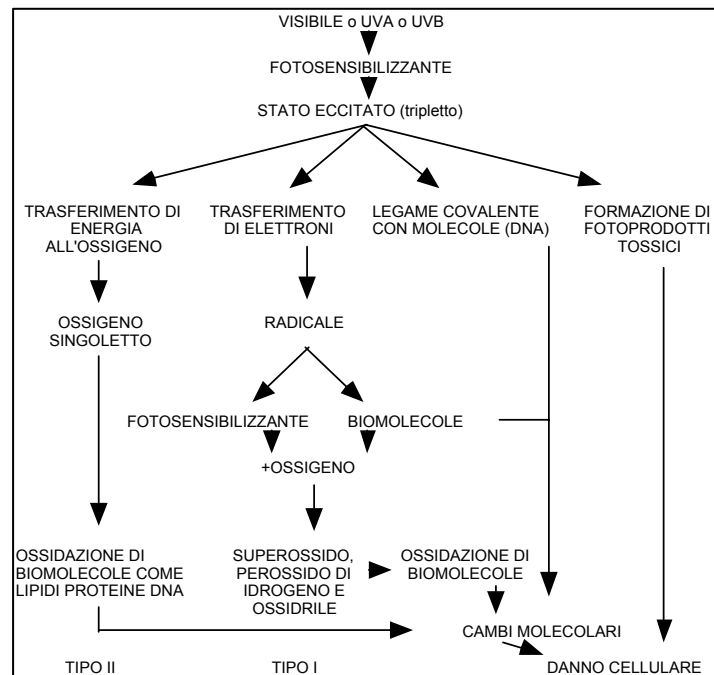 VISIBILE o UVA o UVB
FOTOSENSIBILIZZANTE
STATO ECCITATO (tripletto)
TRASFERIMENTO DI
ENERGIA
ALL'OSSIGENO
TRASFERIMENTO
DI ELETTRONI
LEGAME COVALENTE
CON MOLECOLE (DNA)
FORMAZIONE DI
FOTOPRODOTTI
TOSSICI
OSSIGENO
SINGOLETTO
RADICALE
FOTOSENSIBILIZZANTE
BIOMOLECOLE
+OSSIGENO
OSSIDAZIONE DI
BIOMOLECOLE COME
LIPIDI PROTEINE DNA
SUPEROSSIDO,
PEROSSIDO DI
IDROGENO E
OSSIDRILE
OSSIDAZIONE DI
BIOMOLECOLE
CAMBI MOLECOLARI
TIPO II
TIPO I
DANNO CELLULARE